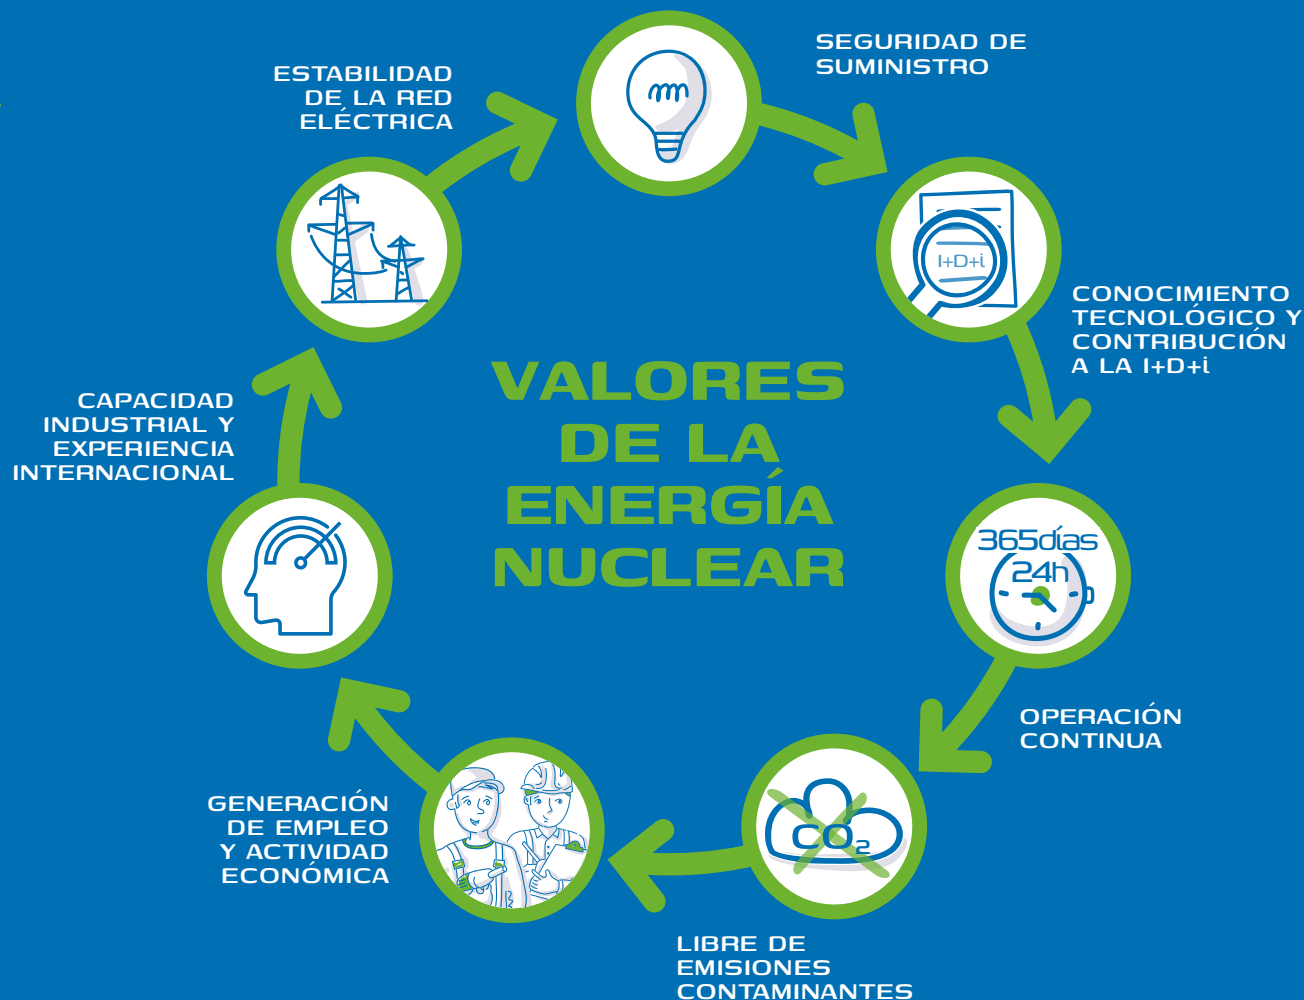 SEGURIDAD DE
SUMINISTRO
ESTABILIDAD
DE LA RED
ELÉCTRICA
I+D+i
CONOCIMIENTO
TECNOLÓGICO Y
CONTRIBUCIÓN
A LA I+D+i
VALORES
DE LA
ENERGÍA
NUCLEAR
CAPACIDAD
INDUSTRIAL Y
EXPERIENCIA
INTERNACIONAL
365días
24h
OPERACIÓN
CONTINUA
CO₂
GENERACIÓN
DE EMPLEO
Y ACTIVIDAD
ECONÓMICA
LIBRE DE
EMISIONES
CONTAMINANTES